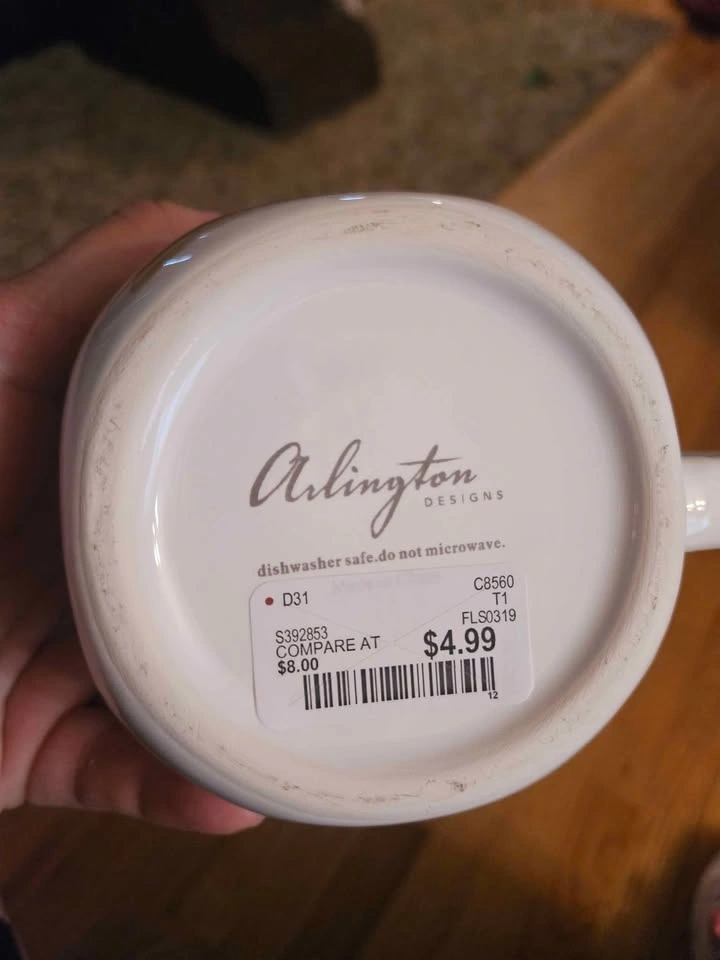 Arlington
DESIGNS
dishwasher safe.do not microwave.
D31
C8560
T1
FLS0319
S392853
COMPARE AT
$8.00
$4.99
12